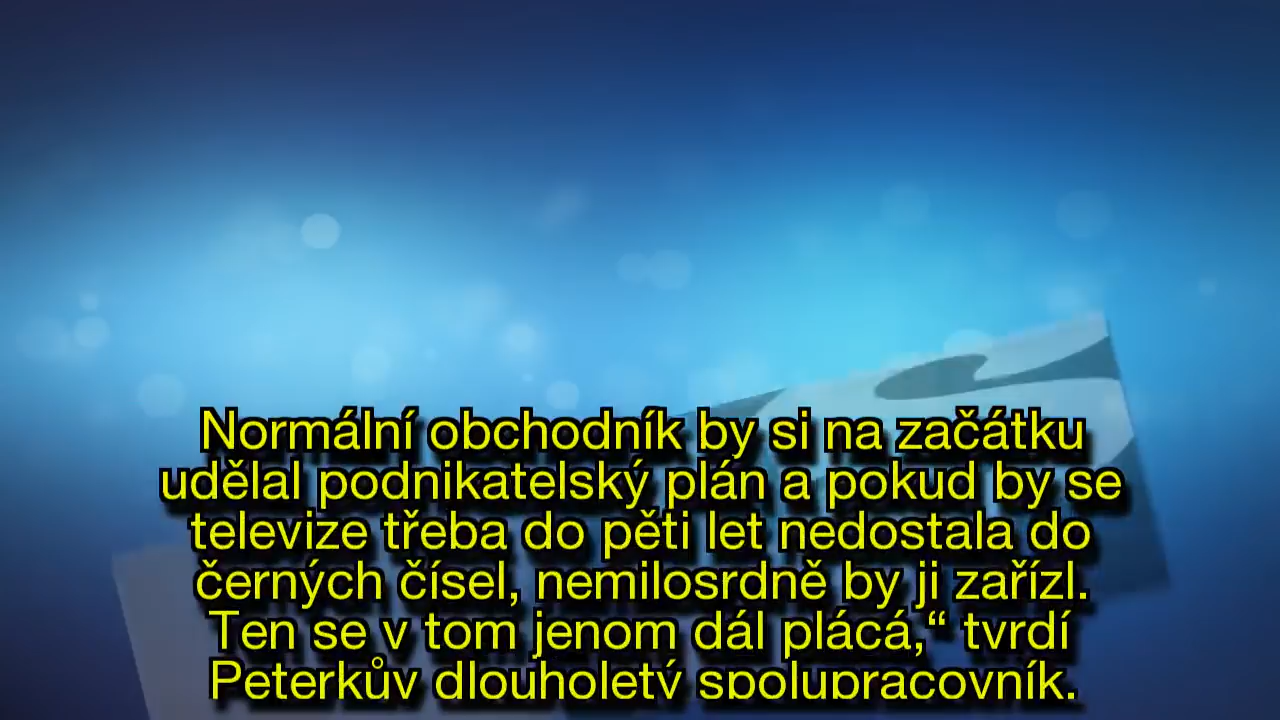 Normální obchodník by si na začátku
udělal podnikatelský plán a pokud by se
televize třeba do pěti let nedostala do
černých čísel, nemilosrdně by ji zařízl.
Ten se v tom jenom dál plácá,“ tvrdí
Peterkův dlouholetý spolupracovník.